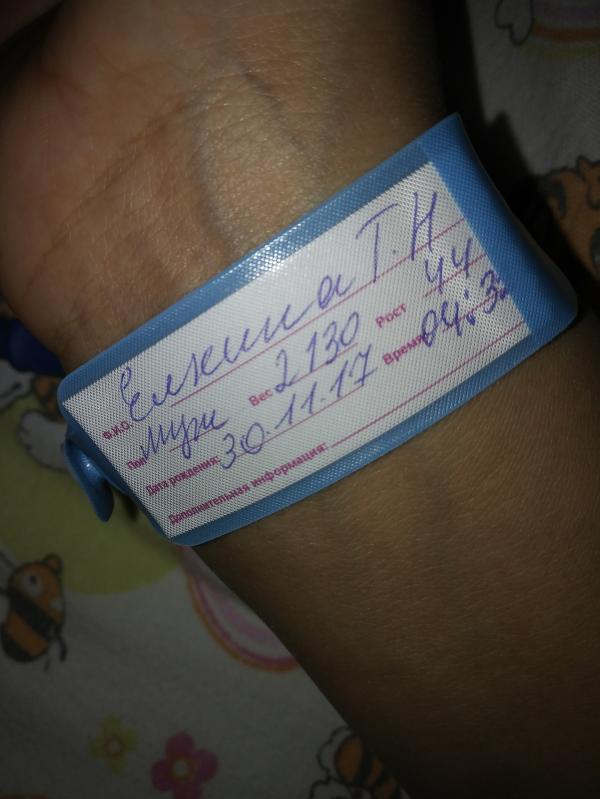 Ф.И.О. Елкина Т.Н
Пол Муж Вес 2130 Рост 44
Дата рождения: 30.11.17 Время 04:3
Дополнительная информация: